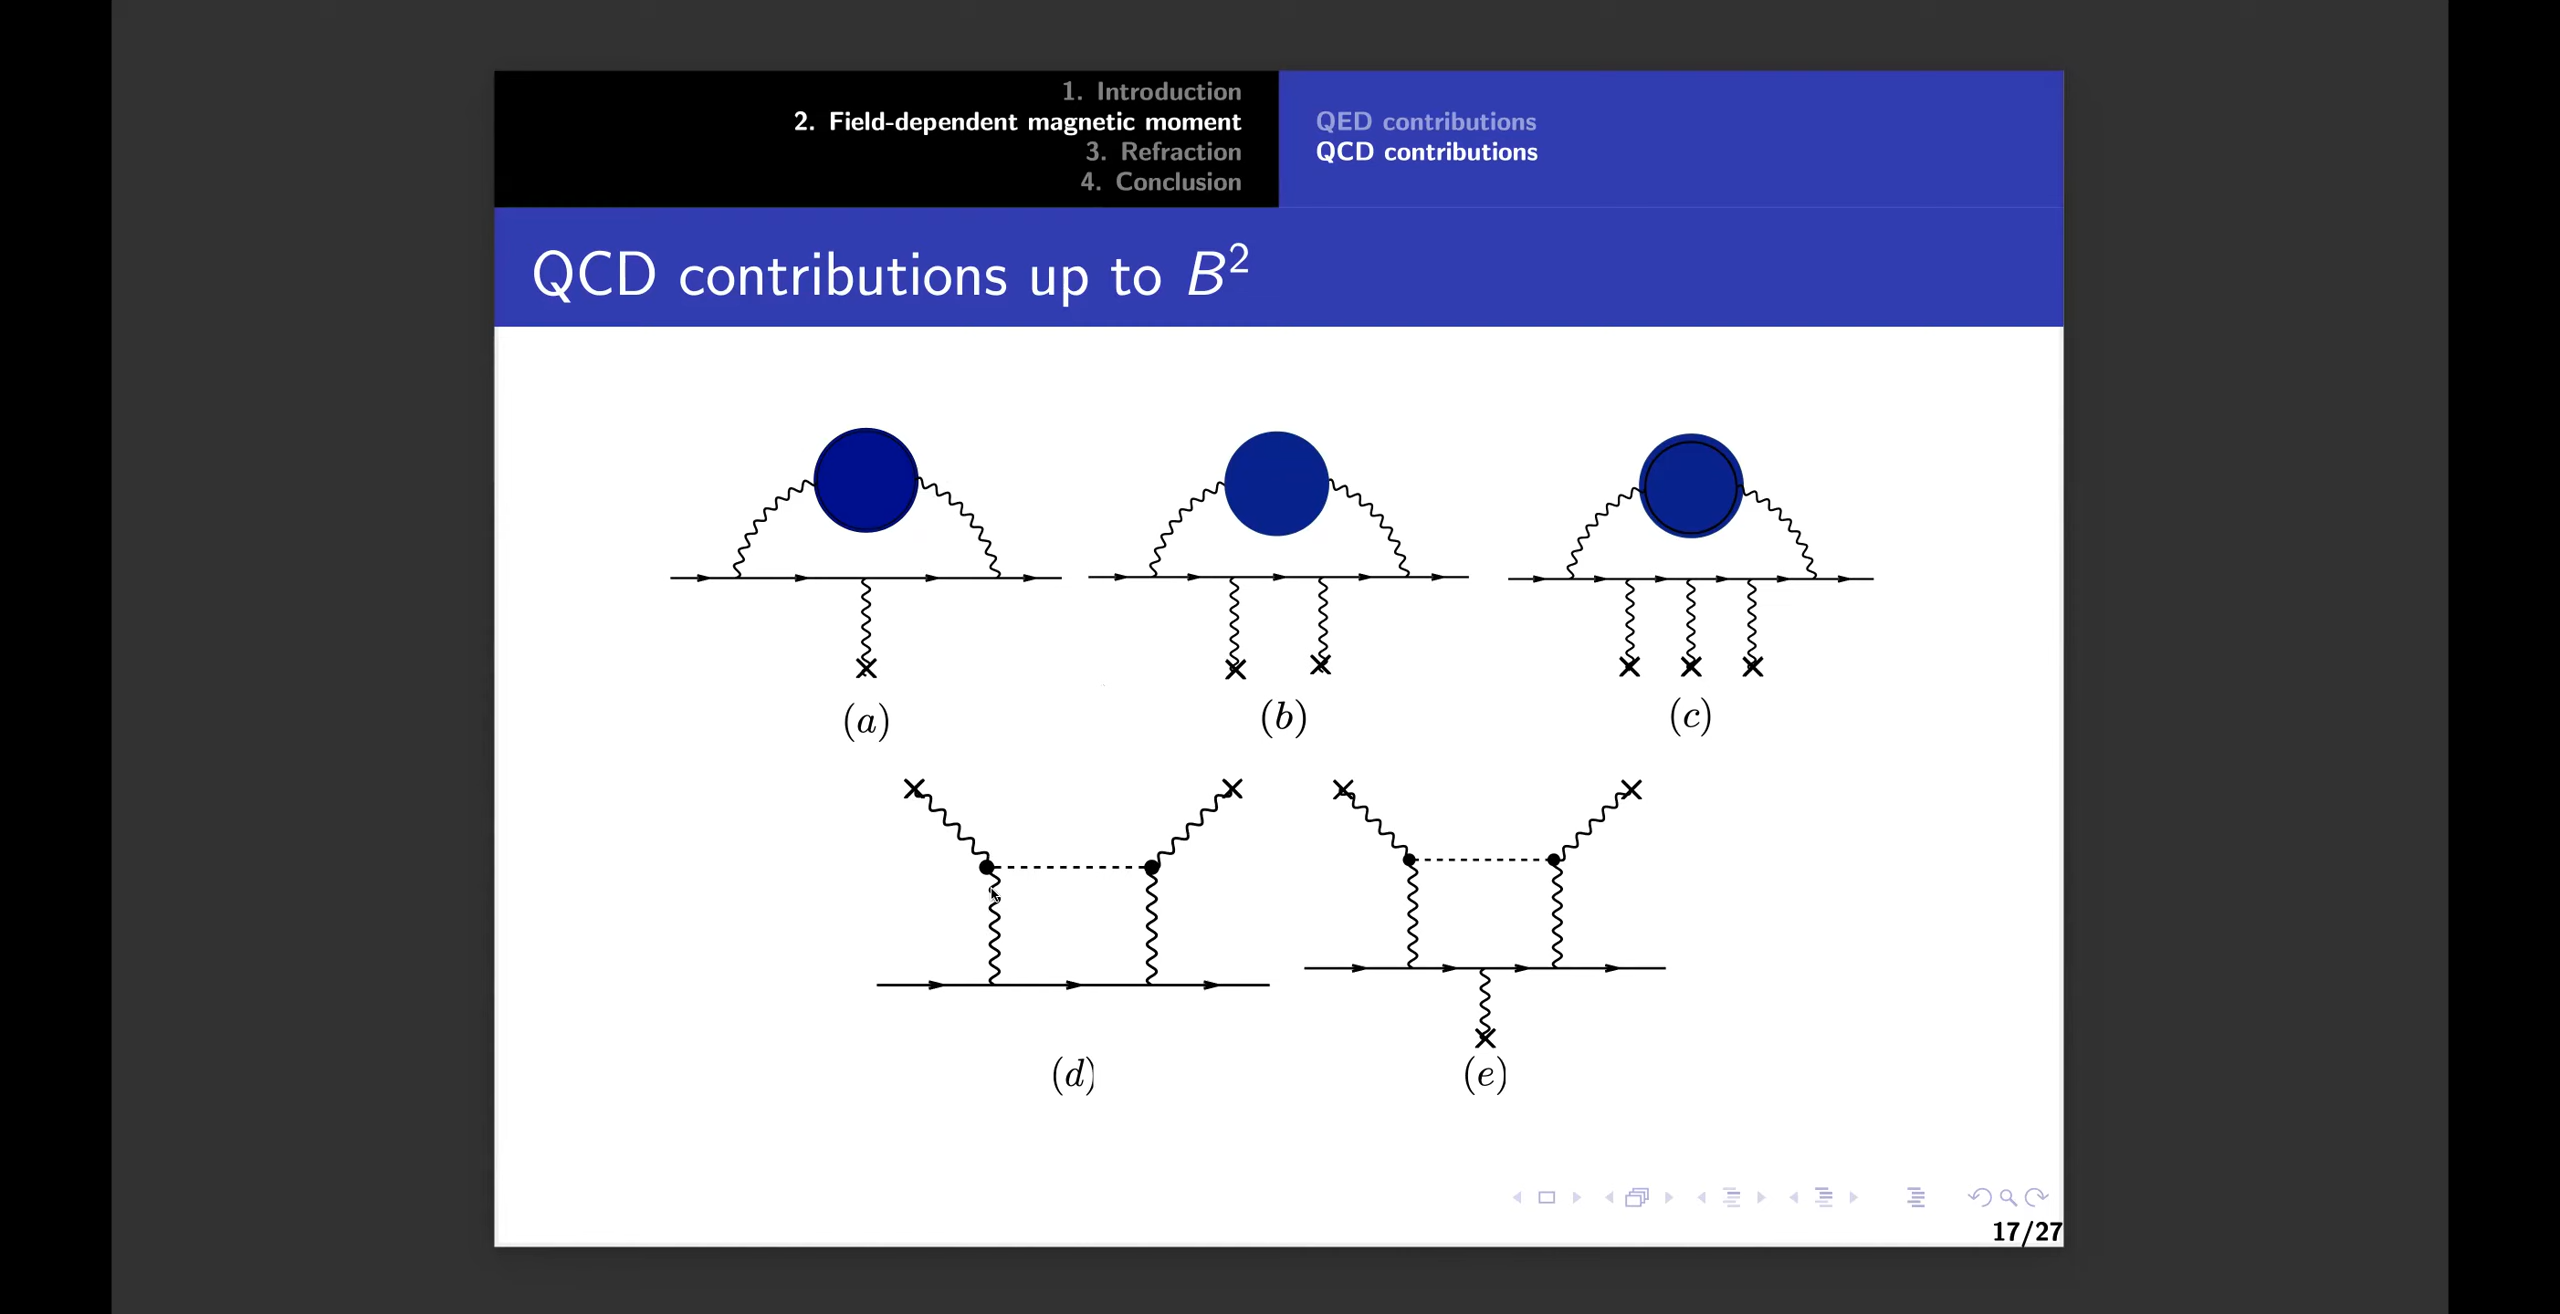 1. Introduction
2. Field-dependent magnetic moment
3. Refraction
4. Conclusion
QED contributions
QCD contributions
QCD contributions up to B²
(a)
(b)
(c)
(d)
(e)
17/27